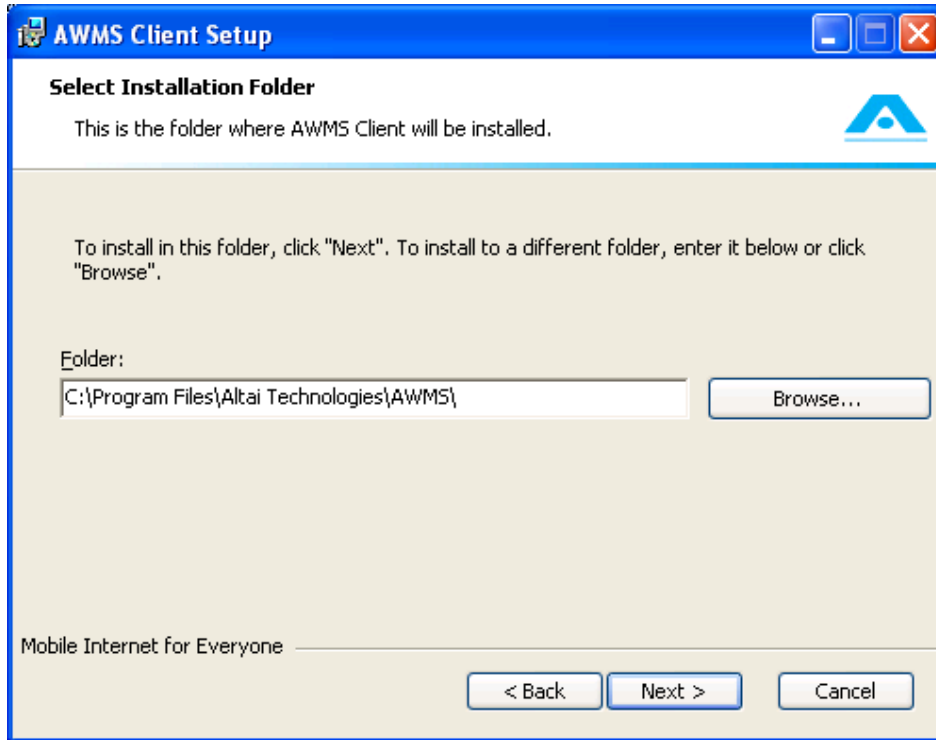 AWMS Client Setup
Select Installation Folder
This is the folder where AWMS Client will be installed.
To install in this folder, click "Next". To install to a different folder, enter it below or click
"Browse".
Folder:
C:\Program Files\Altai Technologies\AWMS\
Browse...
Mobile Internet for Everyone
< Back
Next >
Cancel